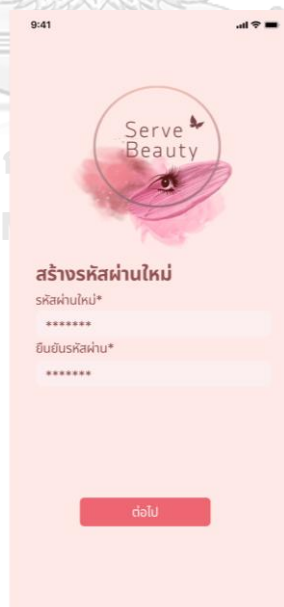 9:41
Serve
Beauty
สร้างรหัสผ่านใหม่
รหัสผ่านใหม่*
*******
ยืนยันรหัสผ่าน*
*******
ต่อไป